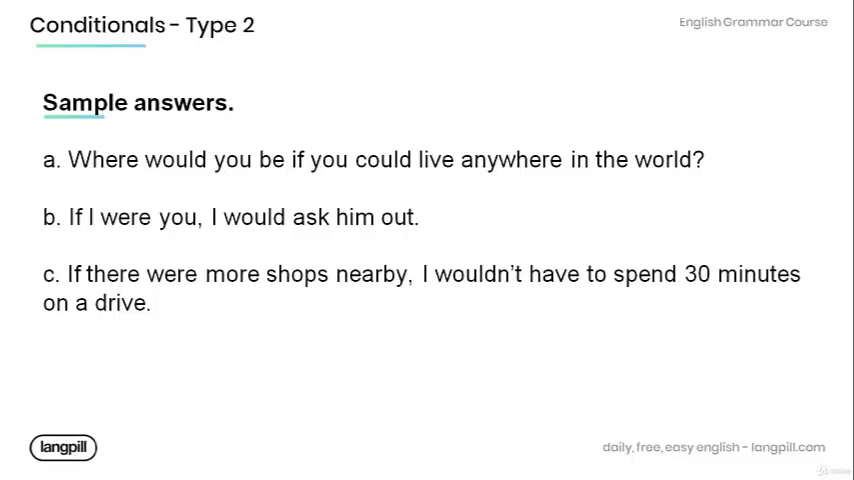 Conditionals - Type 2
English Grammar Course
Sample answers.
a. Where would you be if you could live anywhere in the world?
b. If I were you, I would ask him out.
c. If there were more shops nearby, I wouldn't have to spend 30 minutes
on a drive.
langpill
daily, free, easy english - langpill.com